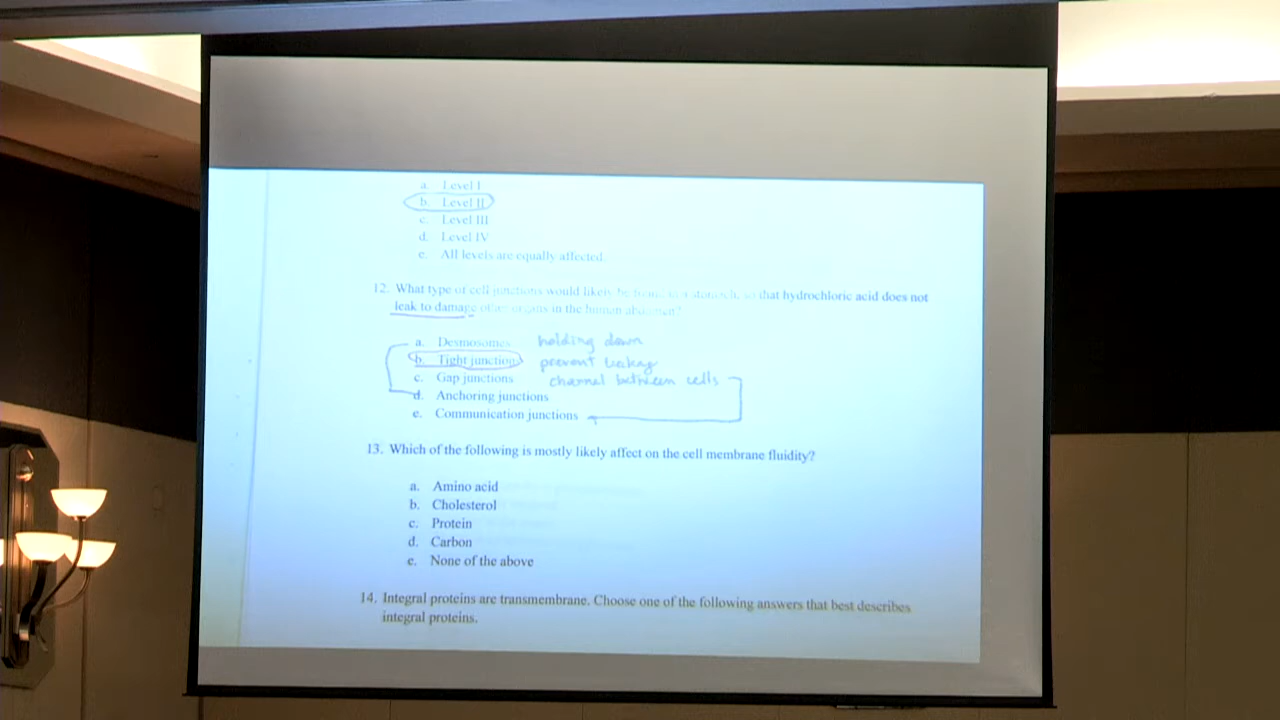 a. Level I
b. Level II
c. Level III
d. Level IV
e. All levels are equally affected
12. What type of cell junctions would likely be found in a stomach, so that hydrochloric acid does not
leak to damage other organs in the human abdomen?
a. Desmosomes holding down
b. Tight junction prevent leakag
c. Gap junctions channel between cells
d. Anchoring junctions
e. Communication junctions
13. Which of the following is mostly likely affect on the cell membrane fluidity?
a. Amino acid
b. Cholesterol
c. Protein
d. Carbon
e. None of the above
14. Integral proteins are transmembrane. Choose one of the following answers that best describes
integral proteins.